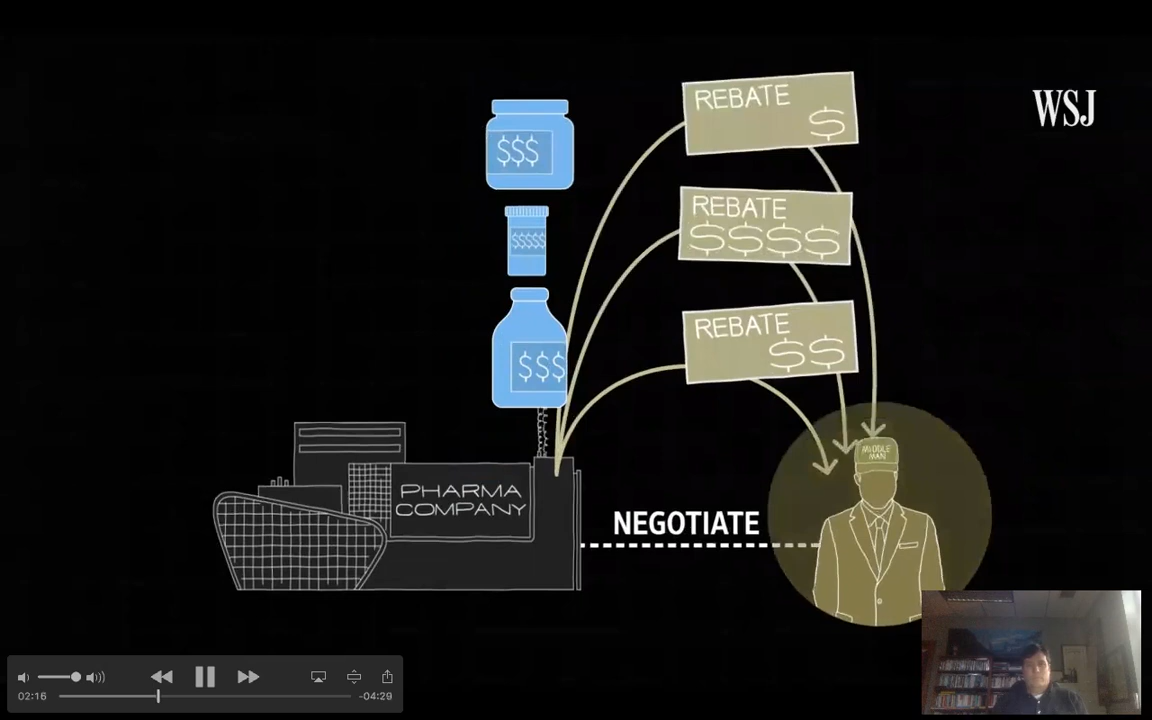 REBATE
$
WSJ
$$$
REBATE
$$$$
$$$$$
REBATE
$$
$$$
MIDDLE
MAN
PHARMA
COMPANY
NEGOTIATE
02:16
-04:29